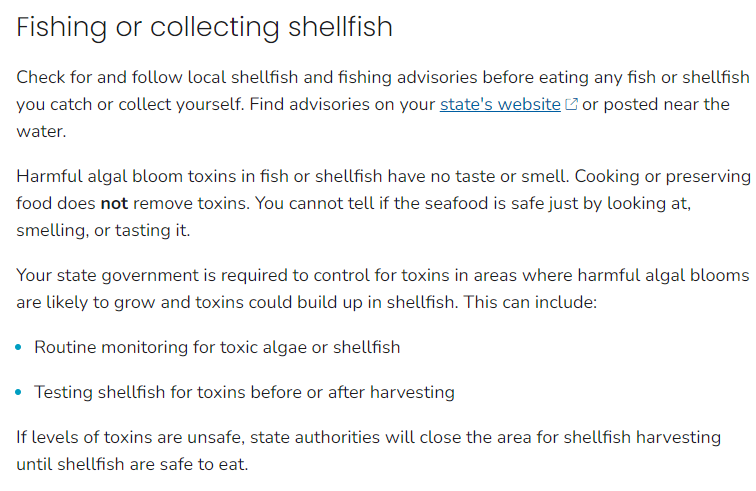 Fishing or collecting shellfish
Check for and follow local shellfish and fishing advisories before eating any fish or shellfish
you catch or collect yourself. Find advisories on your state's website or posted near the
water.
Harmful algal bloom toxins in fish or shellfish have no taste or smell. Cooking or preserving
food does not remove toxins. You cannot tell if the seafood is safe just by looking at,
smelling, or tasting it.
Your state government is required to control for toxins in areas where harmful algal blooms
are likely to grow and toxins could build up in shellfish. This can include:
• Routine monitoring for toxic algae or shellfish
• Testing shellfish for toxins before or after harvesting
If levels of toxins are unsafe, state authorities will close the area for shellfish harvesting
until shellfish are safe to eat.